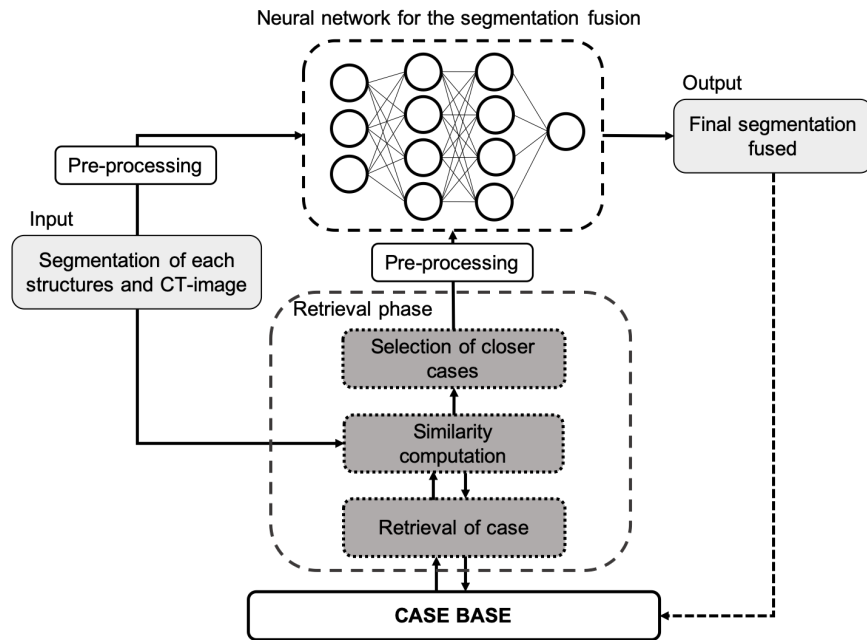 Neural network for the segmentation fusion
Output
Final segmentation
fused
Pre-processing
Input
Segmentation of each
structures and CT-image
Pre-processing
Retrieval phase
Selection of closer
cases
Similarity
computation
Retrieval of case
CASE BASE